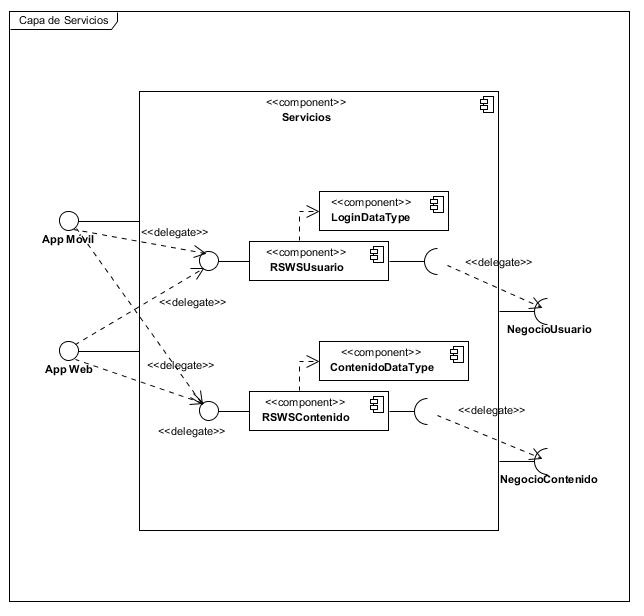 Capa de Servicios
<<component>>
Servicios
<<component>>
LoginDataType
App Móvil
<<delegate>>
<<component>>
RSWSUsuario
<<delegate>>
<<delegate>>
NegocioUsuario
<<component>>
ContenidoDataType
App Web
<<delegate>>
<<component>>
RSWSContenido
<<delegate>>
<<delegate>>
NegocioContenido